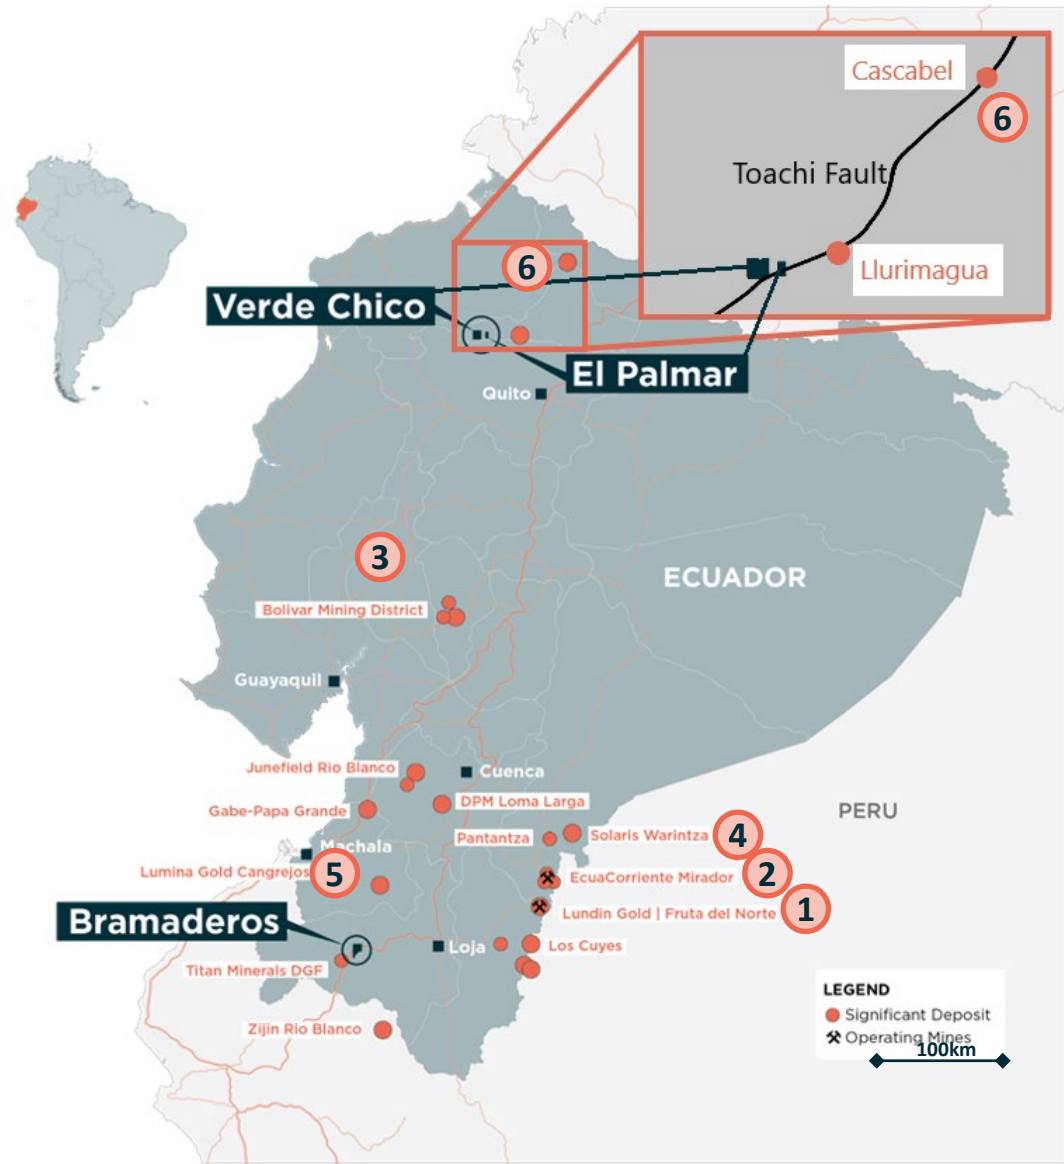 Cascabel
6
Toachi Fault
Llurimagua
6
Verde Chico
El Palmar
Quito
3
ECUADOR
Bolivar Mining District
Guayaquil
Junefield Rio Blanco
Cuenca
Gabe-Papa Grande
DPM Loma Larga
PERU
Pantantza
Solaris Warintza
4
Machala
Lumina Gold Cangrejos
5
EcuaCorriente Mirador
2
Lundin Gold | Fruta del Norte
1
Bramaderos
Loja
Los Cuyes
Titan Minerals DGF
Zijin Rio Blanco
LEGEND
Significant Deposit
Operating Mines
100km